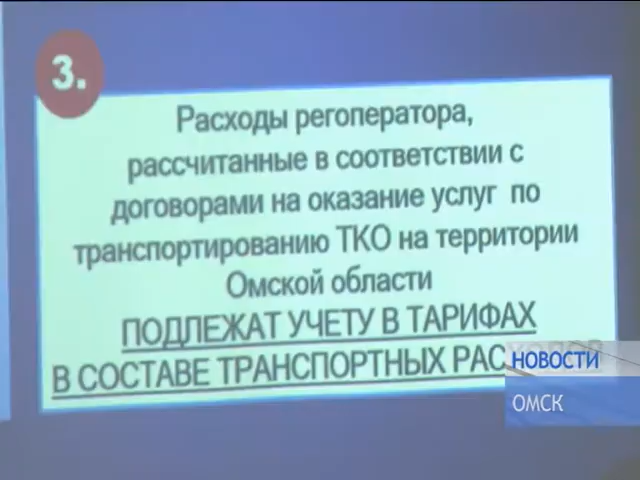 3.
Расходы регоператора,
рассчитанные в соответствии с
договорами на оказание услуг по
транспортированию ТКО на территории
Омской области
ПОДЛЕЖАТ УЧЕТУ В ТАРИФАХ
В СОСТАВЕ ТРАНСПОРТНЫХ
НОВОСТИ
ОМСК